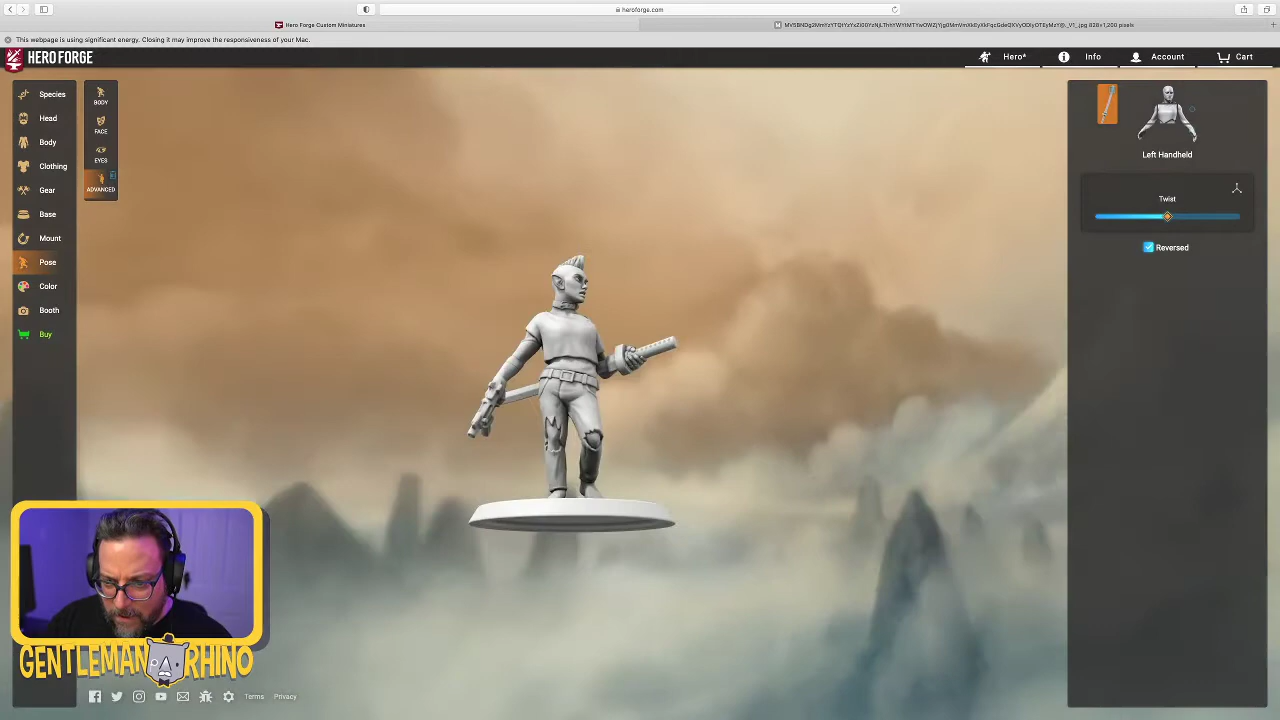 heroforge.com
Hero Forge Custom Miniatures
This webpage is using significant energy. Closing it may improve the responsiveness of your Mac.
HERO FORGE
Hero*
Info
Account
Cart
Species
Head
Body
Clothing
Gear
Base
Mount
Pose
Color
Booth
Buy
BODY
FACE
EYES
ADVANCED
Left Handheld
Twist
Reversed
GENTLEMAN RHINO
Terms
Privacy